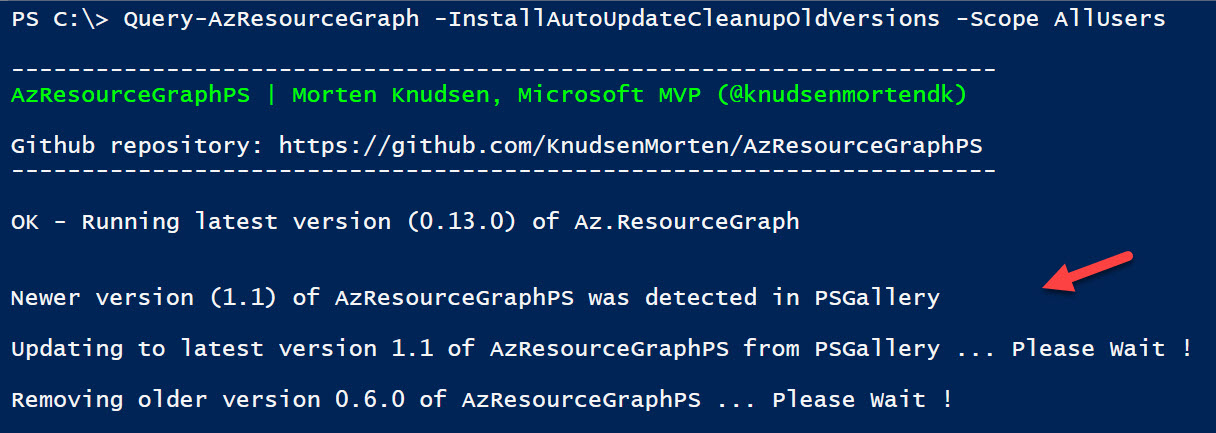 PS C:\> Query-AzResourceGraph -InstallAutoUpdateCleanupOldVersions -Scope AllUsers
----------------------------------------------------------------------
AzResourceGraphPS | Morten Knudsen, Microsoft MVP (@knudsenmortendk)
Github repository: https://github.com/KnudsenMorten/AzResourceGraphPS
----------------------------------------------------------------------
OK - Running latest version (0.13.0) of Az.ResourceGraph
Newer version (1.1) of AzResourceGraphPS was detected in PSGallery
Updating to latest version 1.1 of AzResourceGraphPS from PSGallery ... Please Wait !
Removing older version 0.6.0 of AzResourceGraphPS ... Please Wait !